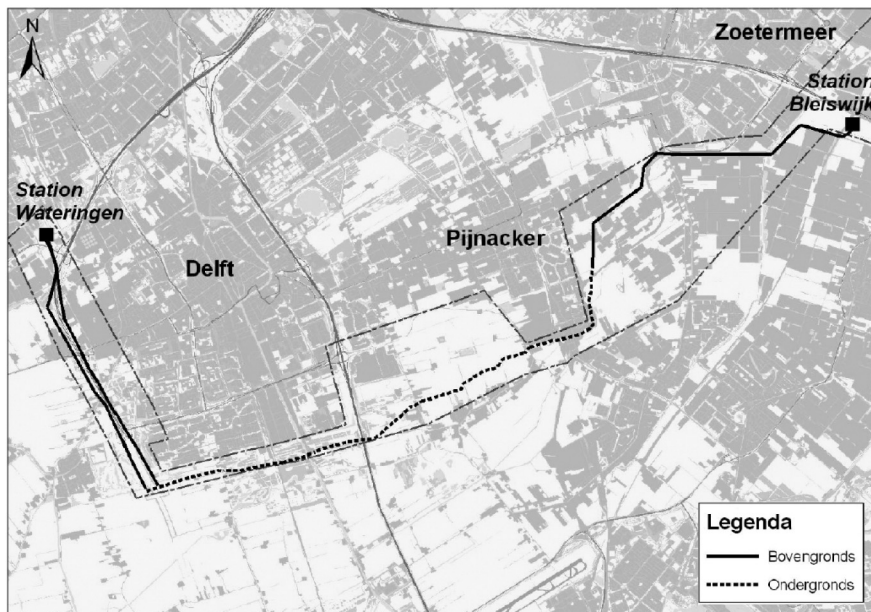 N
Zoetermeer
Station
Bleiswijk
Station
Wateringen
Delft
Pijnacker
Legenda
Bovengronds
Ondergronds